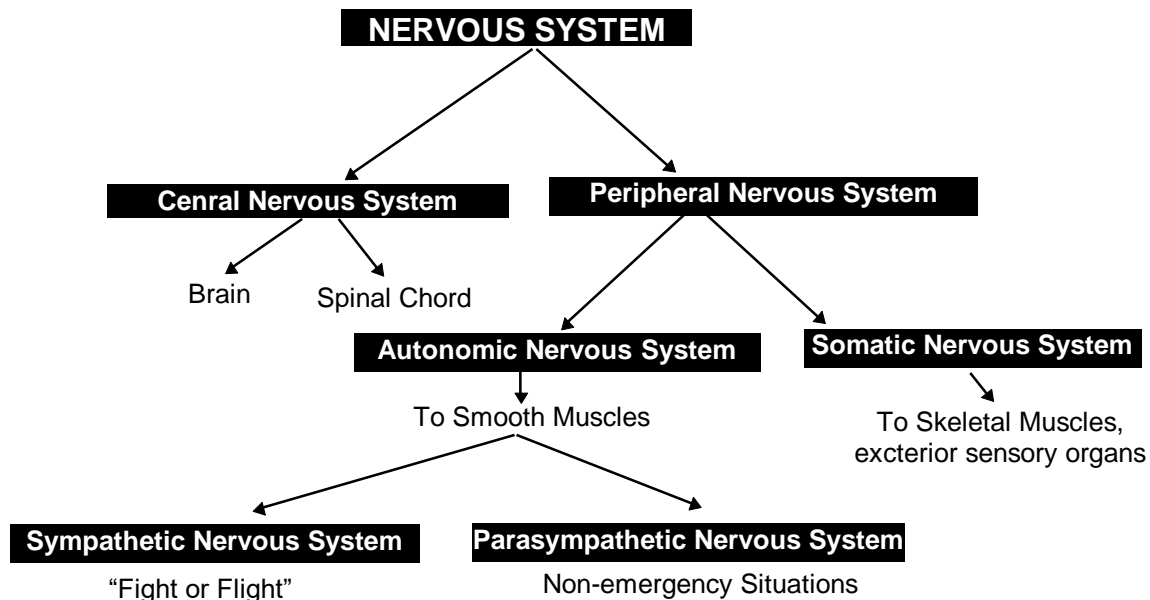 NERVOUS SYSTEM
Cenral Nervous System
Peripheral Nervous System
Brain
Spinal Chord
Autonomic Nervous System
Somatic Nervous System
To Smooth Muscles
To Skeletal Muscles,
excterior sensory organs
Sympathetic Nervous System
Parasympathetic Nervous System
“Fight or Flight”
Non-emergency Situations